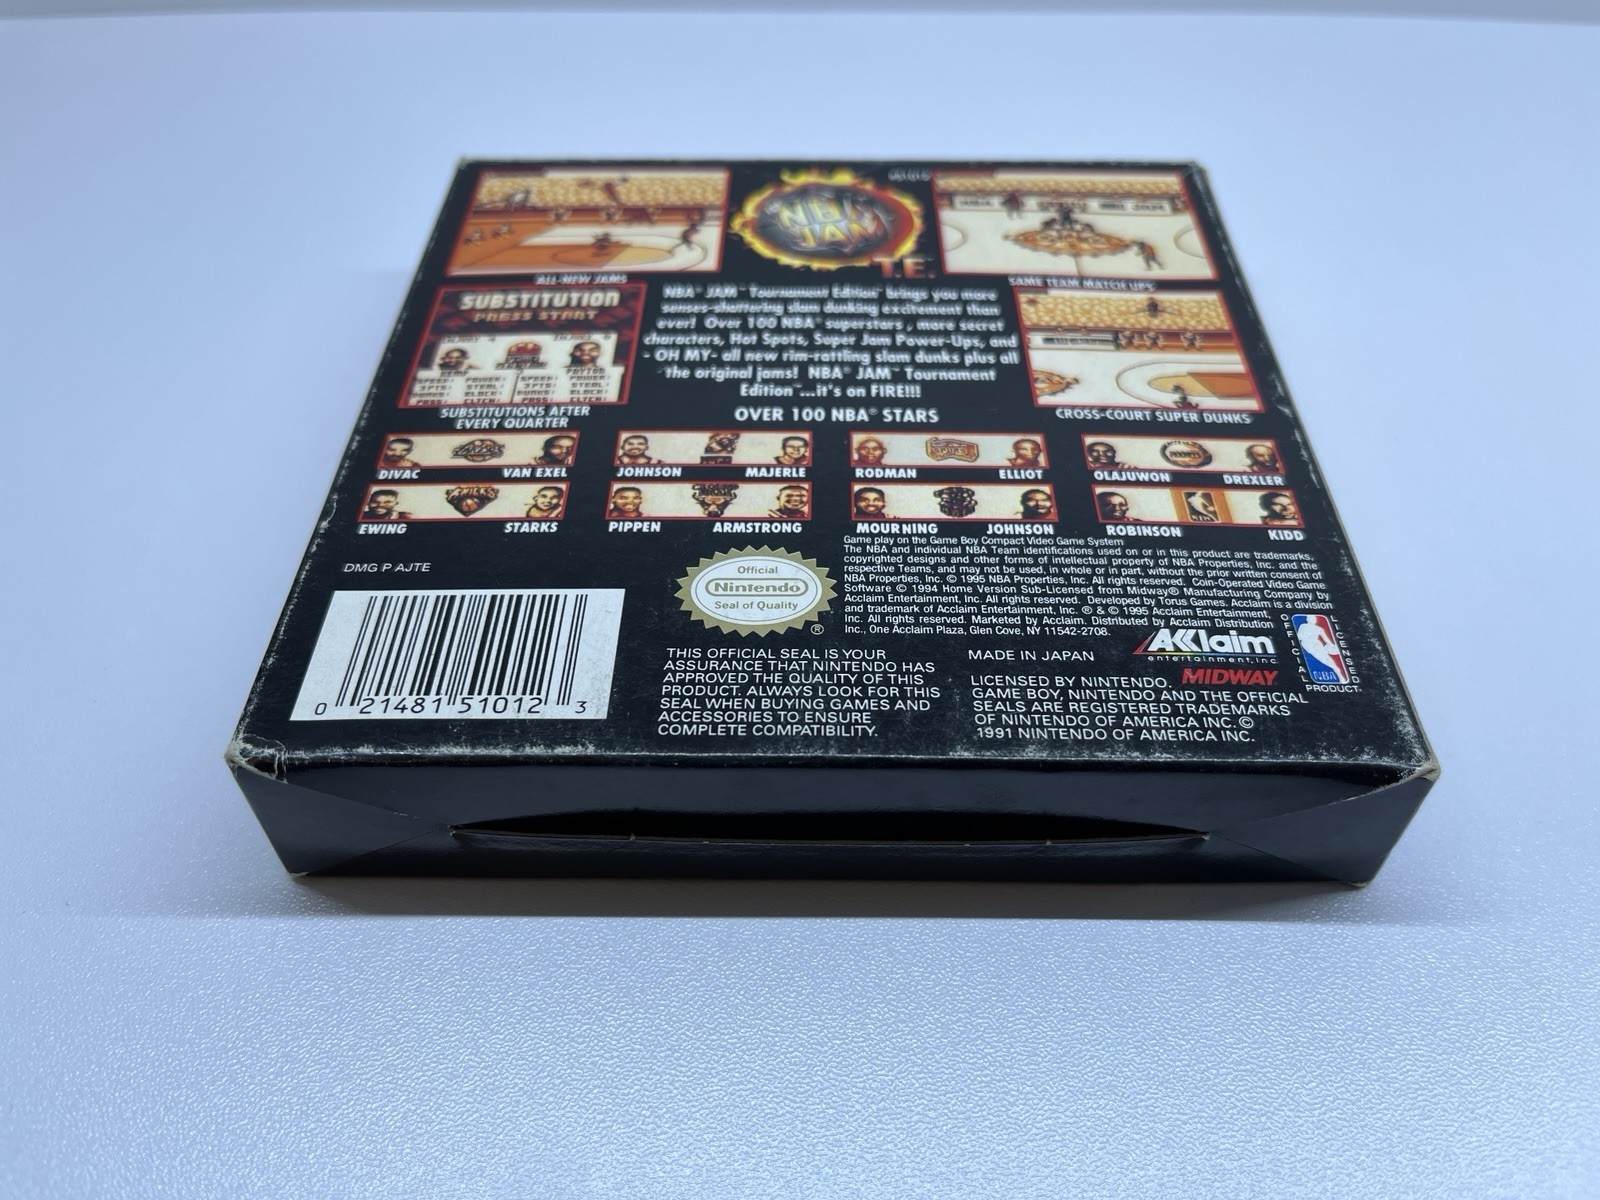 NBA
JAM
T.E.
ALL-NEW JAMS
SAME TEAM MATCH UPS
SUBSTITUTION
PRESS START
PAYTON
SUBSTITUTIONS AFTER
EVERY QUARTER
NBA® JAM™ Tournament Edition™ brings you more
senses-shattering slam dunking excitement than
ever! Over 100 NBA® superstars, more secret
characters, Hot Spots, Super Jam Power-Ups, and
- OH MY- all new rim-rattling slam dunks plus all
the original jams! NBA® JAM™ Tournament
Edition™...it's on FIRE!!!
OVER 100 NBA® STARS
CROSS-COURT SUPER DUNKS
DIVAC VAN EXEL
JOHNSON MAJERLE
RODMAN ELLIOT
OLAJUWON DREXLER
EWING STARKS
PIPPEN ARMSTRONG
MOURNING JOHNSON
ROBINSON KIDD
DMG P AJTE
0 21481 51012 3
Official
Nintendo
Seal of Quality
®
THIS OFFICIAL SEAL IS YOUR
ASSURANCE THAT NINTENDO HAS
APPROVED THE QUALITY OF THIS
PRODUCT. ALWAYS LOOK FOR THIS
SEAL WHEN BUYING GAMES AND
ACCESSORIES TO ENSURE
COMPLETE COMPATIBILITY.
Game play on the Game Boy Compact Video Game System
The NBA and individual NBA Team identifications used on or in this product are trademarks,
copyrighted designs and other forms of intellectual property of NBA Properties, Inc. and the
respective Teams, and may not be used, in whole or in part, without the prior written consent of
NBA Properties, Inc. © 1995 NBA Properties, Inc. All rights reserved. Coin-Operated Video Game
Software © 1994 Home Version Sub-Licensed from Midway® Manufacturing Company by
Acclaim Entertainment, Inc. All rights reserved. Developed by Torus Games. Acclaim is a division
and trademark of Acclaim Entertainment, Inc. ® & © 1995 Acclaim Entertainment,
Inc. All rights reserved. Marketed by Acclaim. Distributed by Acclaim Distribution
Inc., One Acclaim Plaza, Glen Cove, NY 11542-2708.
MADE IN JAPAN
AKKlaim
entertainment, inc.
MIDWAY
OFFICIAL
LICENSED
NBA
PRODUCT.
LICENSED BY NINTENDO.
GAME BOY, NINTENDO AND THE OFFICIAL
SEALS ARE REGISTERED TRADEMARKS
OF NINTENDO OF AMERICA INC. ©
1991 NINTENDO OF AMERICA INC.